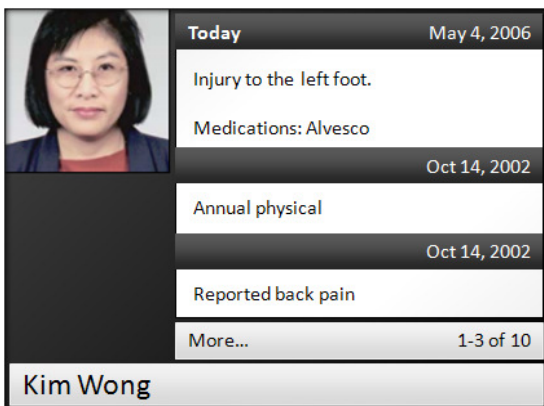 Today May 4, 2006
Injury to the left foot.
Medications: Alvesco
Oct 14, 2002
Annual physical
Oct 14, 2002
Reported back pain
More... 1-3 of 10
Kim Wong